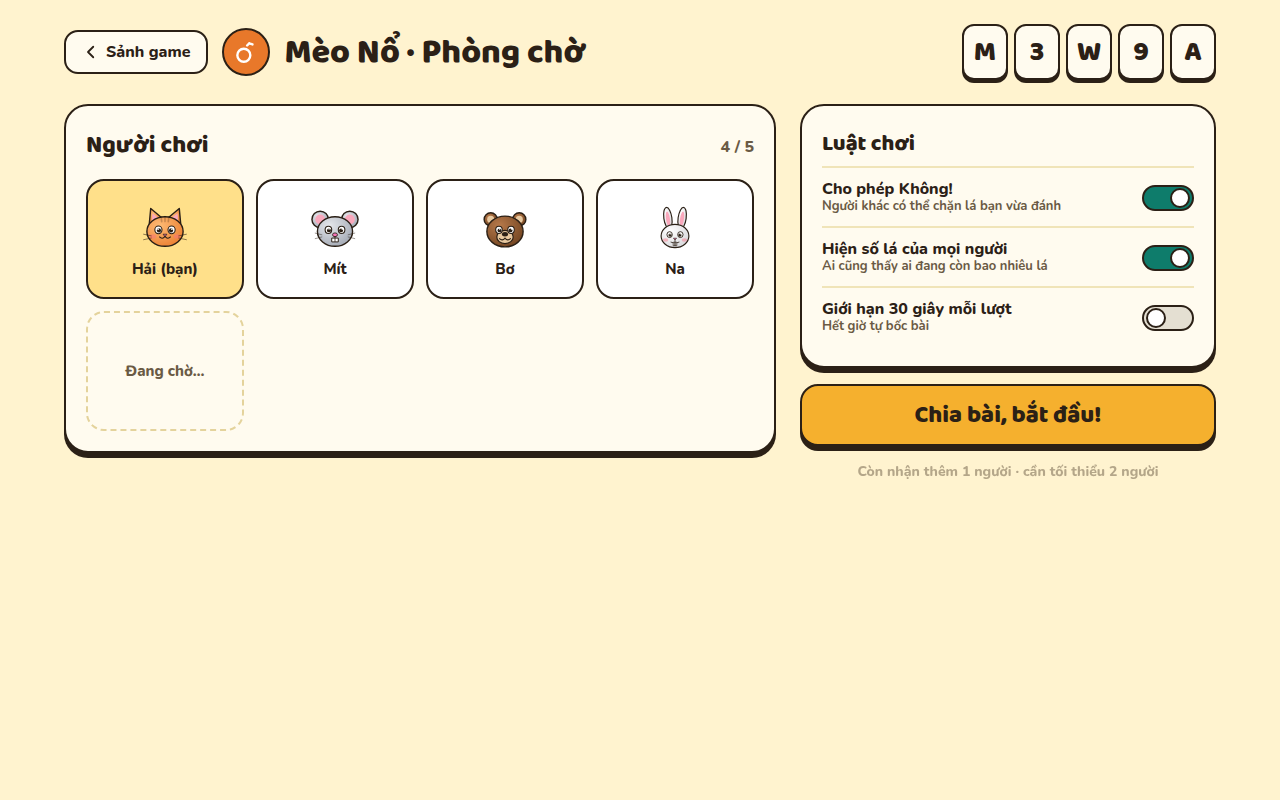 Sảnh game
Mèo Nổ · Phòng chờ
M 3 W 9 A
Người chơi
4 / 5
Hải (bạn)
Mít
Bơ
Na
Đang chờ...
Luật chơi
Cho phép Không!
Người khác có thể chặn lá bạn vừa đánh
Hiện số lá của mọi người
Ai cũng thấy ai đang còn bao nhiêu lá
Giới hạn 30 giây mỗi lượt
Hết giờ tự bốc bài
Chia bài, bắt đầu!
Còn nhận thêm 1 người · cần tối thiểu 2 người